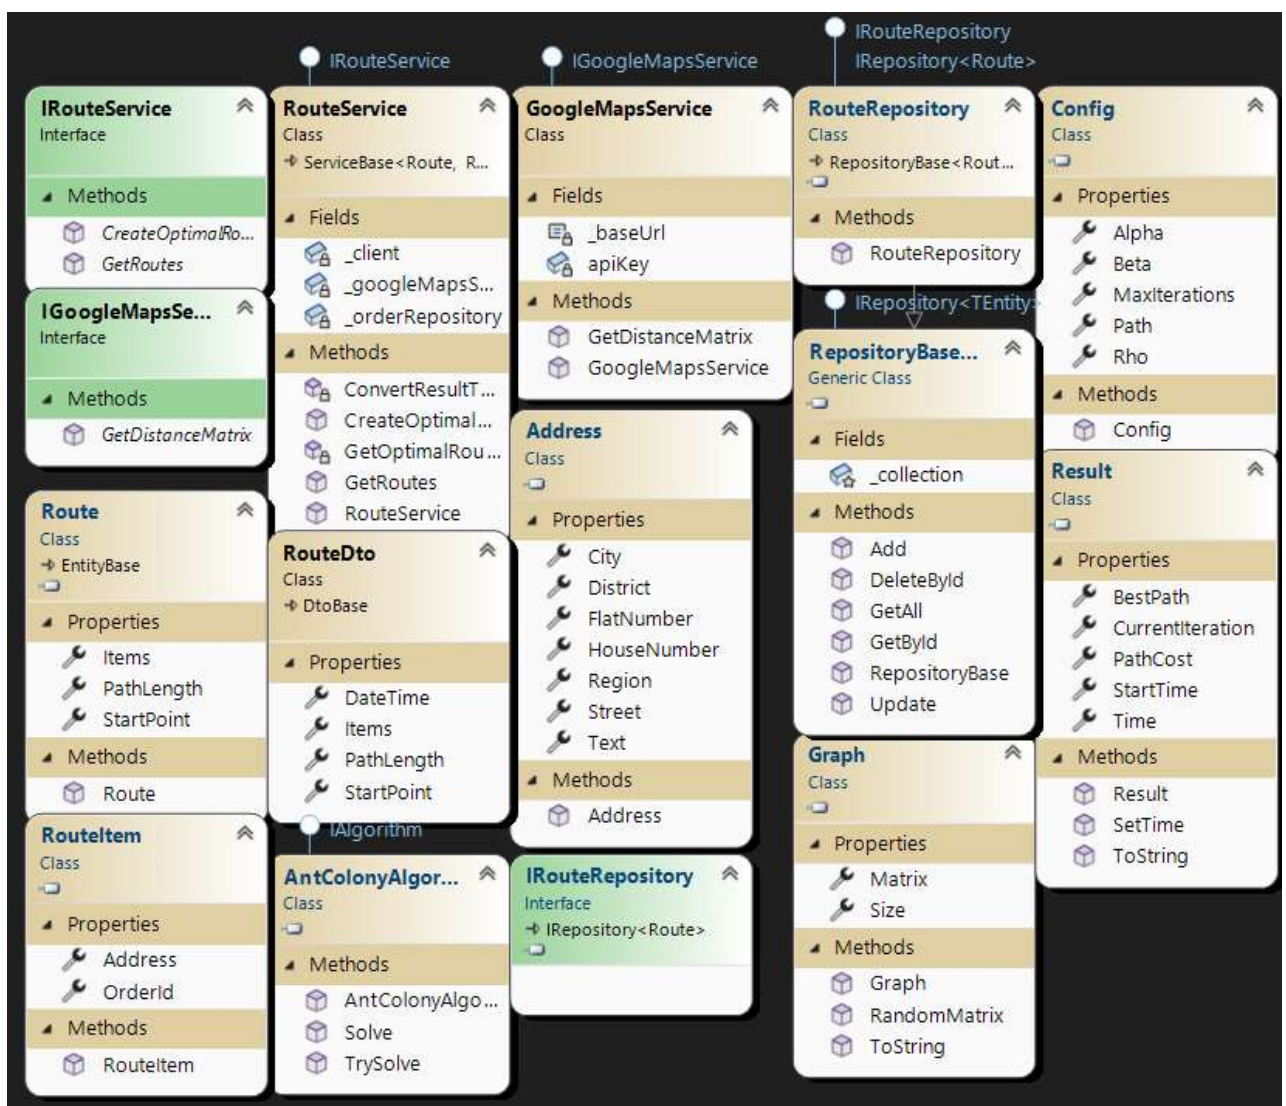 IRouteService
Interface
Methods
CreateOptimalRo...
GetRoutes
IGoogleMapsSe...
Interface
Methods
GetDistanceMatrix
Route
Class
EntityBase
Properties
Items
PathLength
StartPoint
Methods
Route
RouteItem
Class
Properties
Address
OrderId
Methods
RouteItem
IRouteService
RouteService
Class
ServiceBase<Route, R...
Fields
_client
_googleMapsS...
_orderRepository
Methods
ConvertResultT...
CreateOptimal...
GetOptimalRou...
GetRoutes
RouteService
RouteDto
Class
DtoBase
Properties
DateTime
Items
PathLength
StartPoint
IAlgorithm
AntColonyAlgor...
Class
Methods
AntColonyAlgo...
Solve
TrySolve
IGoogleMapsService
GoogleMapsService
Class
Fields
_baseUrl
apiKey
Methods
GetDistanceMatrix
GoogleMapsService
Address
Class
Properties
City
District
FlatNumber
HouseNumber
Region
Street
Text
Methods
Address
IRouteRepository
Interface
IRepository<Route>
IRouteRepository
IRepository<Route>
RouteRepository
Class
RepositoryBase<Rout...
Methods
RouteRepository
IRepository<TEntity>
RepositoryBase...
Generic Class
Fields
_collection
Methods
Add
DeleteById
GetAll
GetById
RepositoryBase
Update
Graph
Class
Properties
Matrix
Size
Methods
Graph
RandomMatrix
ToString
Config
Class
Properties
Alpha
Beta
MaxIterations
Path
Rho
Methods
Config
Result
Class
Properties
BestPath
CurrentIteration
PathCost
StartTime
Time
Methods
Result
SetTime
ToString